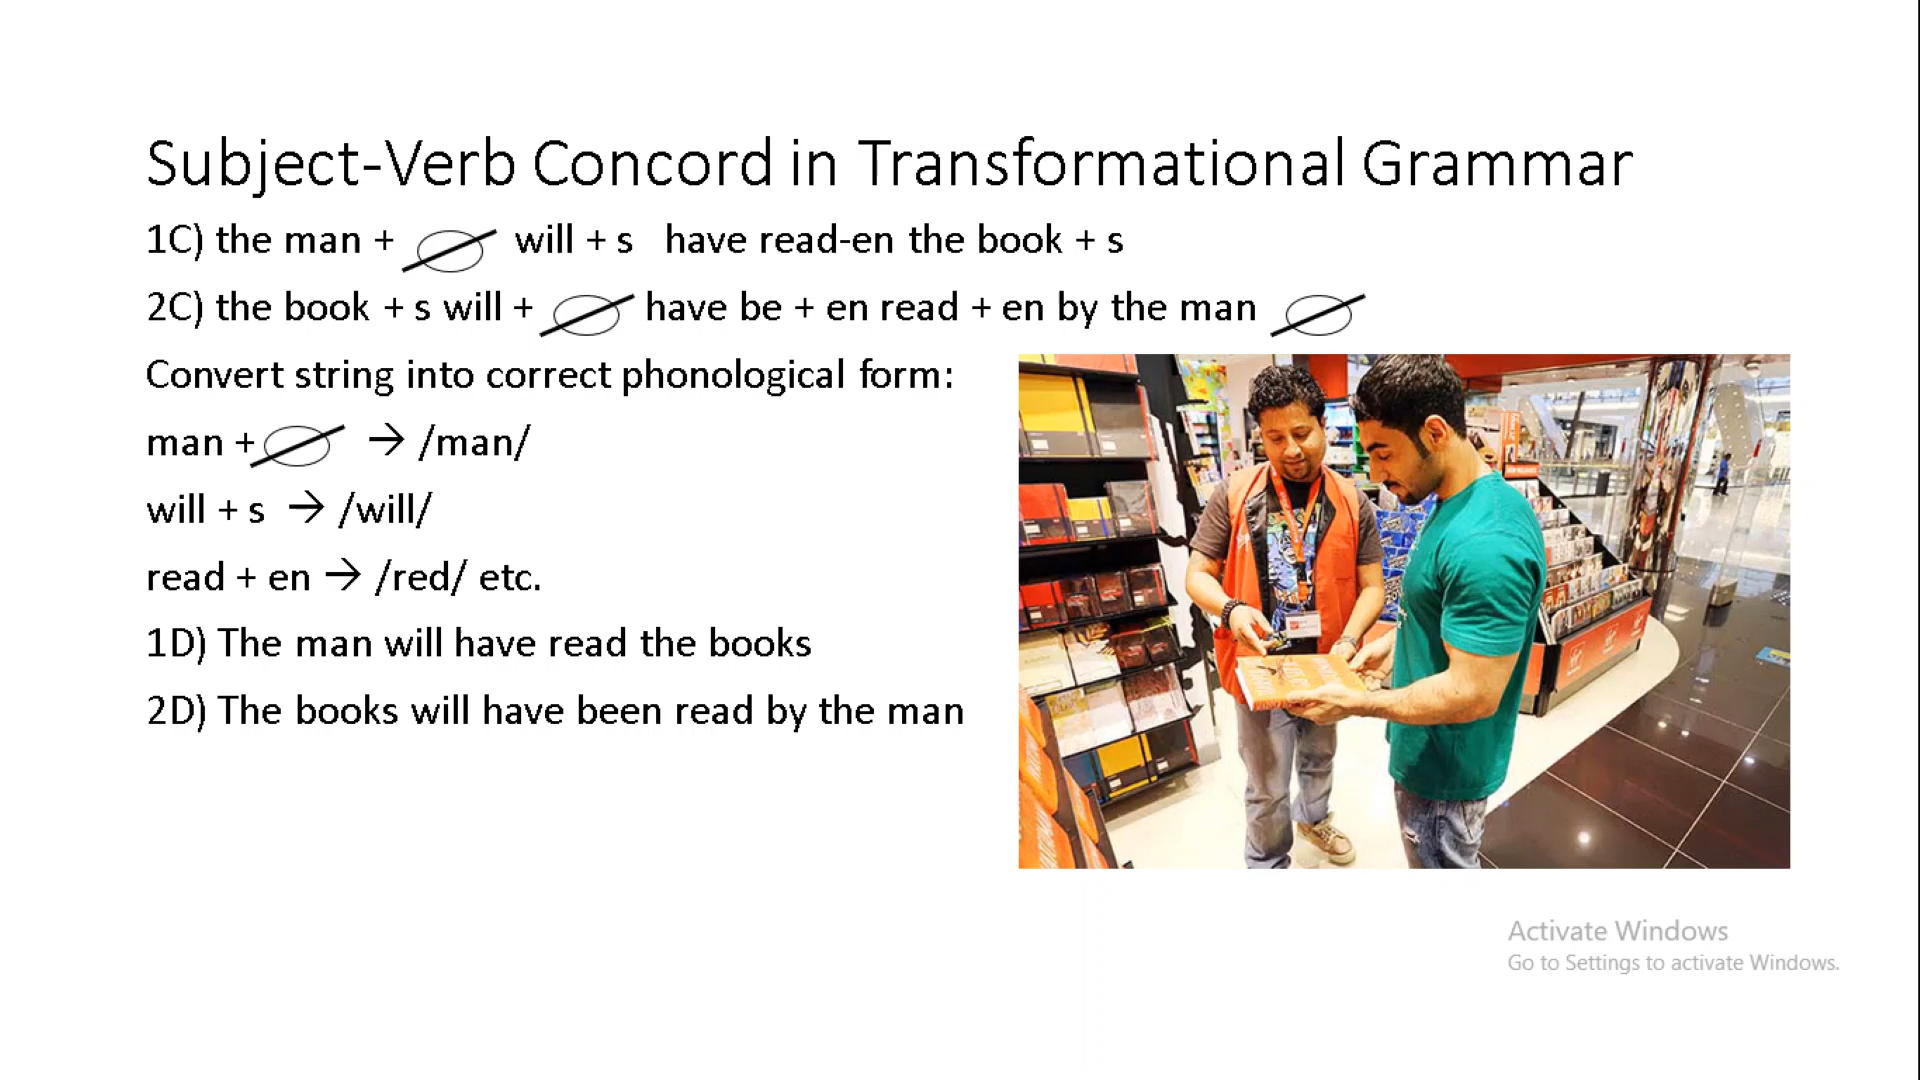 Subject-Verb Concord in Transformational Grammar
1C) the man + ∅ will + s have read-en the book + s
2C) the book + s will + ∅ have be + en read + en by the man ∅
Convert string into correct phonological form:
man + ∅ → /man/
will + s → /will/
read + en → /red/ etc.
1D) The man will have read the books
2D) The books will have been read by the man
Activate Windows
Go to Settings to activate Windows.